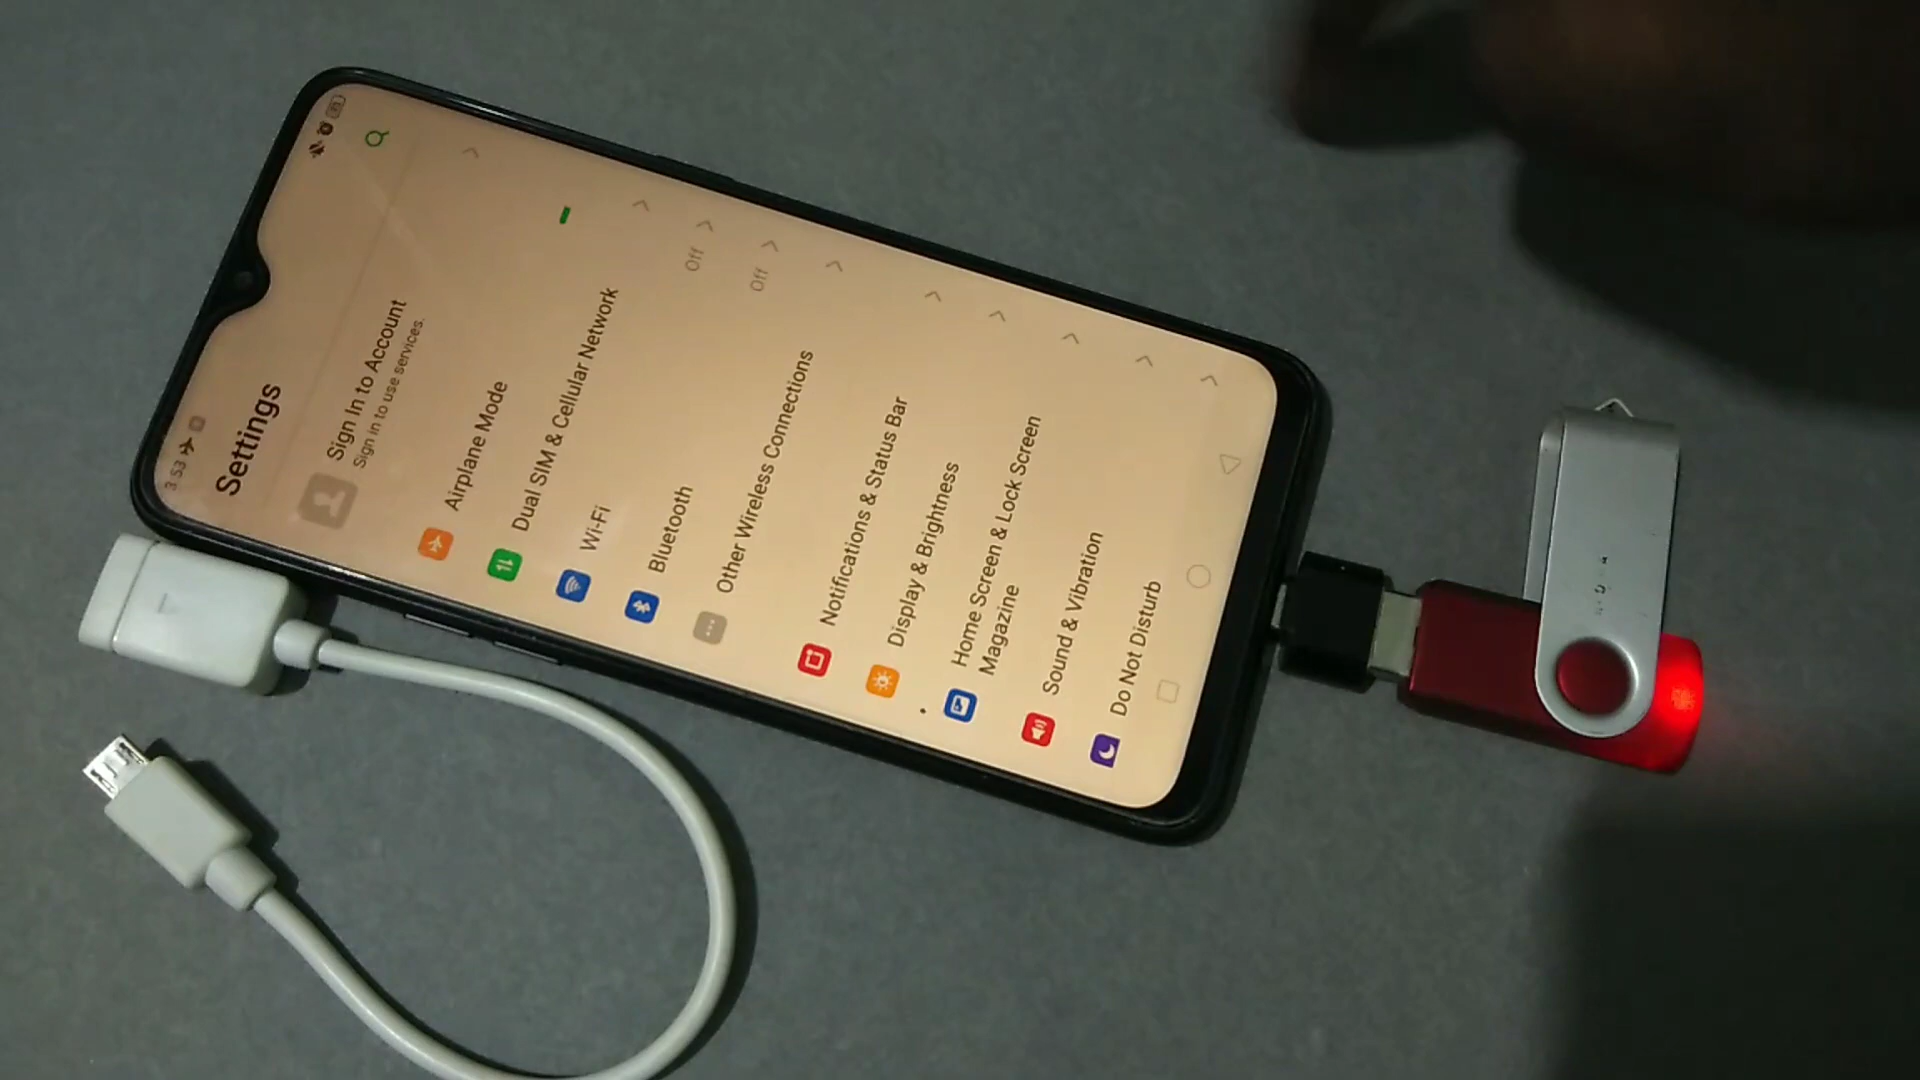 3:53
Settings
Sign In to Account
Sign in to use services.
Airplane Mode
Dual SIM & Cellular Network
Wi-Fi
Off
Bluetooth
Off
Other Wireless Connections
Notifications & Status Bar
Display & Brightness
Home Screen & Lock Screen
Magazine
Sound & Vibration
Do Not Disturb